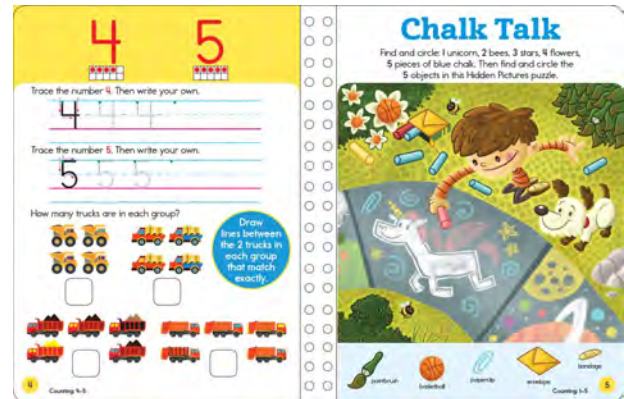 4 5
Trace the number 4. Then write your own.
4 4 4
Trace the number 5. Then write your own.
5 5 5
How many trucks are in each group?
Draw
lines between
the 2 trucks in
each group
that match
exactly.
4
Counting 4-5
Chalk Talk
Find and circle: 1 unicorn, 2 bees, 3 stars, 4 flowers,
5 pieces of blue chalk. Then find and circle the
5 objects in this Hidden Pictures puzzle.
paintbrush
basketball
paperclip
envelope
bandage
Counting 1-5
5